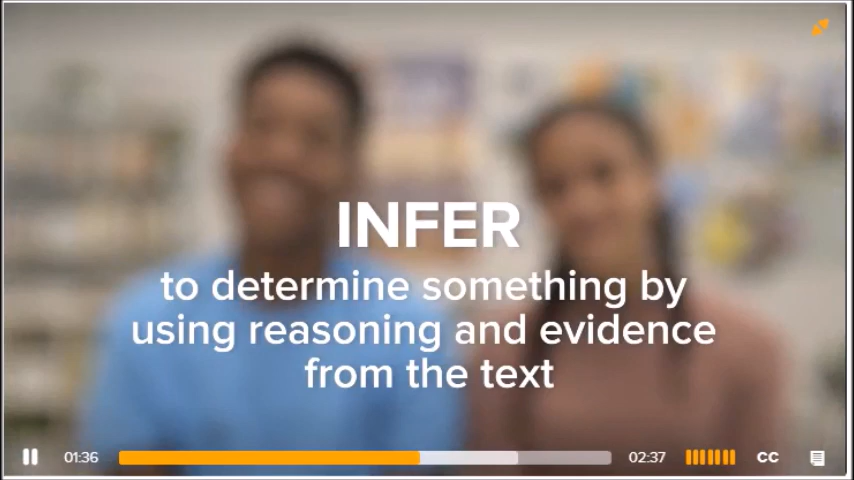 INFER
to determine something by
using reasoning and evidence
from the text
01:36
02:37
CC